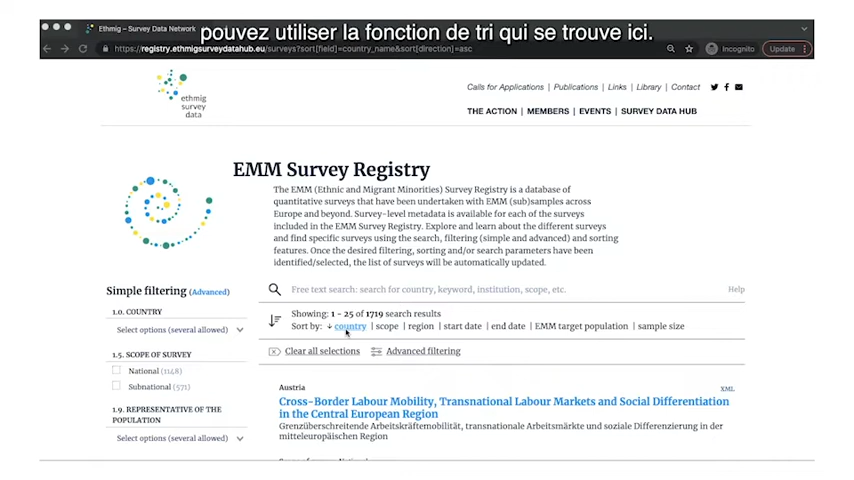 pouvez utiliser la fonction de tri qui se trouve ici.
Ethmig – Survey Data Network
https://registry.ethmigsurveydatahub.eu/surveys?sort[field]=country_name&sort[direction]=asc
Incognito
Update
ethmig
survey
data
Calls for Applications | Publications | Links | Library | Contact
THE ACTION | MEMBERS | EVENTS | SURVEY DATA HUB
EMM Survey Registry
The EMM (Ethnic and Migrant Minorities) Survey Registry is a database of
quantitative surveys that have been undertaken with EMM (sub)samples across
Europe and beyond. Survey-level metadata is available for each of the surveys
included in the EMM Survey Registry. Explore and learn about the different surveys
and find specific surveys using the search, filtering (simple and advanced) and sorting
features. Once the desired filtering, sorting and/or search parameters have been
identified/selected, the list of surveys will be automatically updated.
Free text search: search for country, keyword, institution, scope, etc.
Help
Simple filtering (Advanced)
1.0. COUNTRY
Select options (several allowed)
1.5. SCOPE OF SURVEY
National (1148)
Subnational (571)
1.9. REPRESENTATIVE OF THE
POPULATION
Select options (several allowed)
Showing: 1 - 25 of 1719 search results
Sort by: ↓ country | scope | region | start date | end date | EMM target population | sample size
Clear all selections
Advanced filtering
Austria
XML
Cross-Border Labour Mobility, Transnational Labour Markets and Social Differentiation
in the Central European Region
Grenzüberschreitende Arbeitskräftemobilität, transnationale Arbeitsmärkte und soziale Differenzierung in der
mitteleuropäischen Region